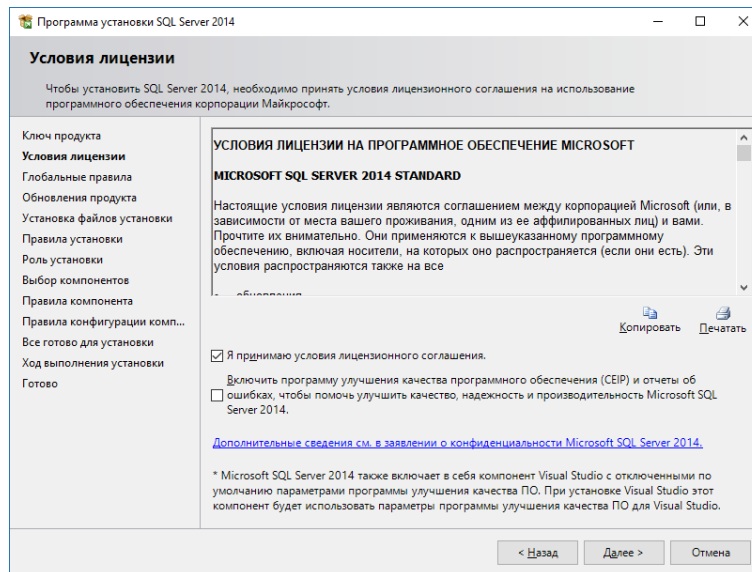 Программа установки SQL Server 2014
Условия лицензии
Чтобы установить SQL Server 2014, необходимо принять условия лицензионного соглашения на использование
программного обеспечения корпорации Майкрософт.
Ключ продукта
Условия лицензии
Глобальные правила
Обновления продукта
Установка файлов установки
Правила установки
Роль установки
Выбор компонентов
Правила компонента
Правила конфигурации комп...
Все готово для установки
Ход выполнения установки
Готово
УСЛОВИЯ ЛИЦЕНЗИИ НА ПРОГРАММНОЕ ОБЕСПЕЧЕНИЕ MICROSOFT
MICROSOFT SQL SERVER 2014 STANDARD
Настоящие условия лицензии являются соглашением между корпорацией Microsoft (или, в
зависимости от места вашего проживания, одним из ее аффилированных лиц) и вами.
Прочтите их внимательно. Они применяются к вышеуказанному программному
обеспечению, включая носители, на которых оно распространяется (если они есть). Эти
условия распространяются также на все
• обновления
Копировать
Печатать
Я принимаю условия лицензионного соглашения.
Включить программу улучшения качества программного обеспечения (CEIP) и отчеты об
ошибках, чтобы помочь улучшить качество, надежность и производительность Microsoft SQL
Server 2014.
Дополнительные сведения см. в заявлении о конфиденциальности Microsoft SQL Server 2014.
* Microsoft SQL Server 2014 также включает в себя компонент Visual Studio с отключенными по
умолчанию параметрами программы улучшения качества ПО. При установке Visual Studio этот
компонент будет использовать параметры программы улучшения качества ПО для Visual Studio.
< Назад
Далее >
Отмена